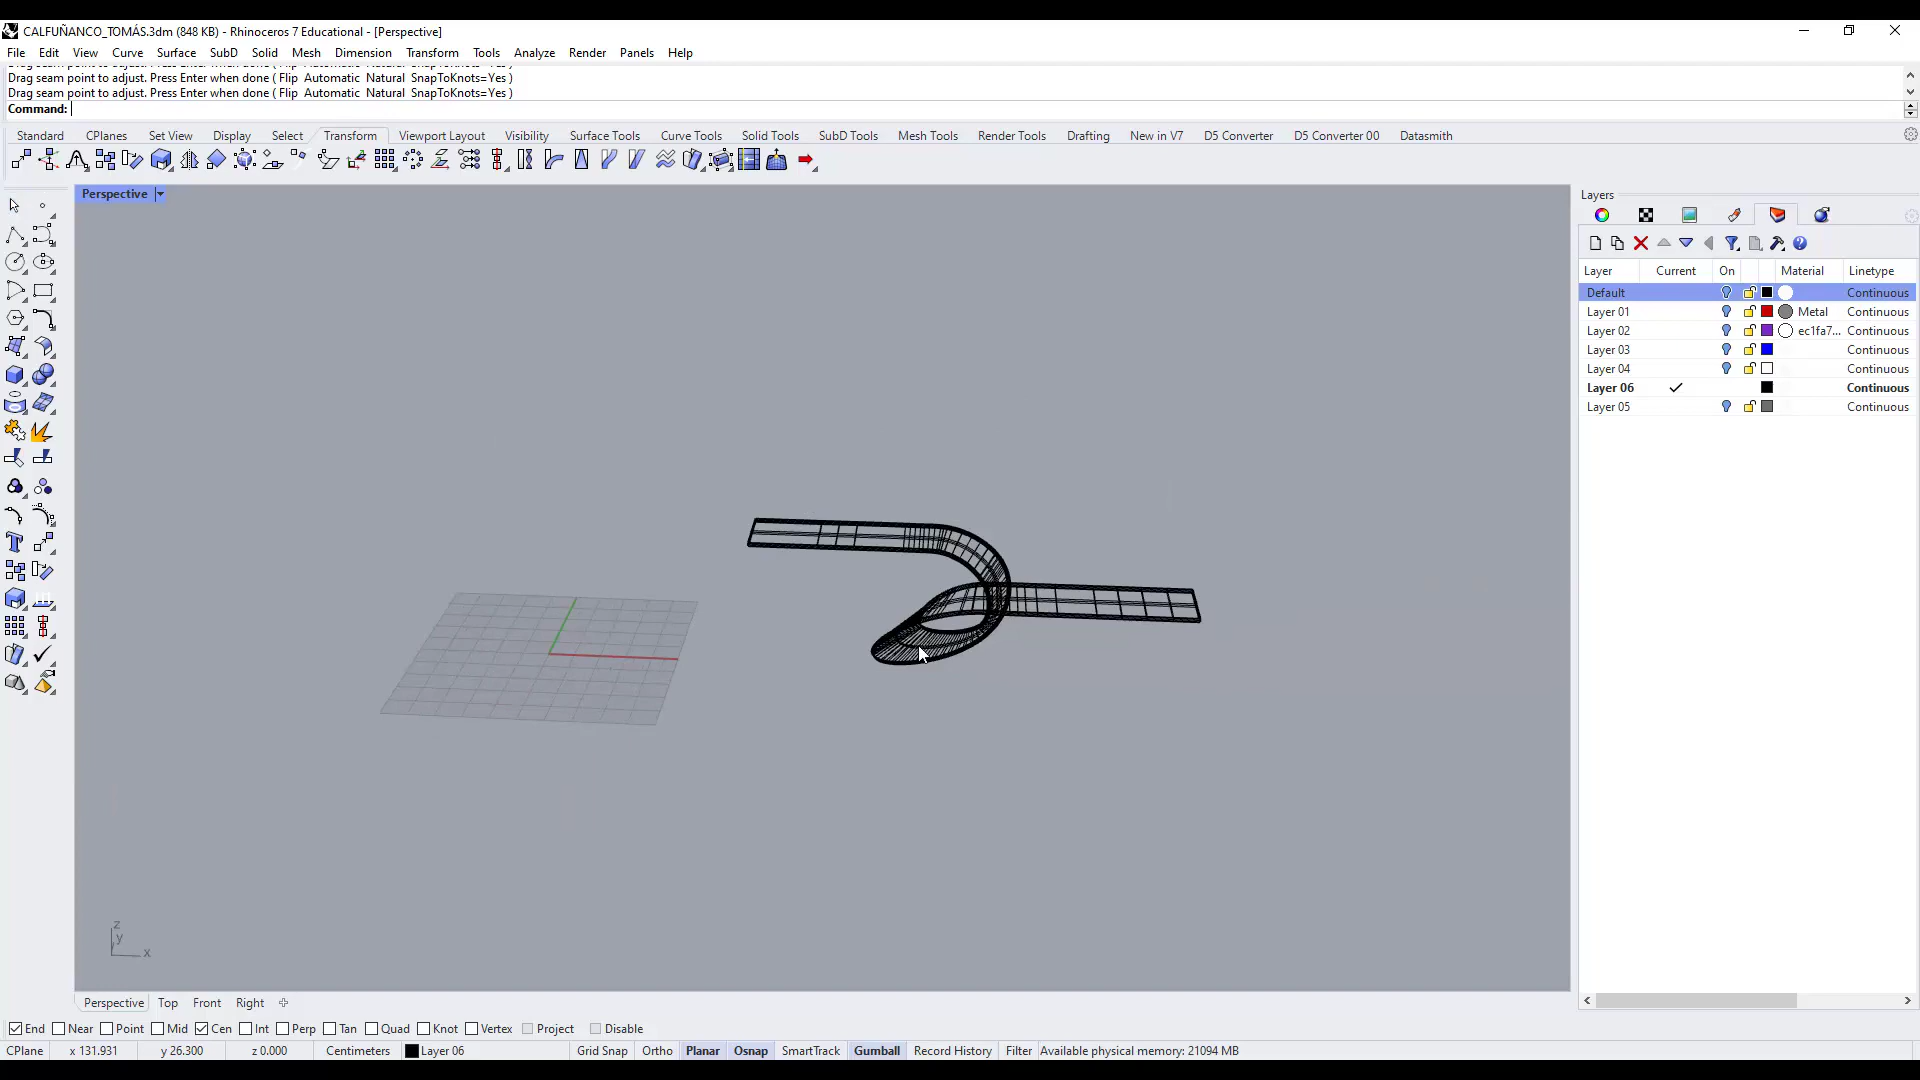 CALFUÑANCO_TOMÁS.3dm (848 KB) - Rhinoceros 7 Educational - [Perspective]
File Edit View Curve Surface SubD Solid Mesh Dimension Transform Tools Analyze Render Panels Help
Drag seam point to adjust. Press Enter when done ( Flip Automatic Natural SnapToKnots=Yes )
Drag seam point to adjust. Press Enter when done ( Flip Automatic Natural SnapToKnots=Yes )
Command:
Standard CPlanes Set View Display Select Transform Viewport Layout Visibility Surface Tools Curve Tools Solid Tools SubD Tools Mesh Tools Render Tools Drafting New in V7 D5 Converter D5 Converter 00 Datasmith
Perspective
Layers
Layer Current On Material Linetype
Default Continuous
Layer 01 Metal Continuous
Layer 02 ec1fa7... Continuous
Layer 03 Continuous
Layer 04 Continuous
Layer 06 Continuous
Layer 05 Continuous
z
y
x
Perspective Top Front Right
End Near Point Mid Cen Int Perp Tan Quad Knot Vertex Project Disable
CPlane x 131.931 y 26.300 z 0.000 Centimeters Layer 06 Grid Snap Ortho Planar Osnap SmartTrack Gumball Record History Filter Available physical memory: 21094 MB